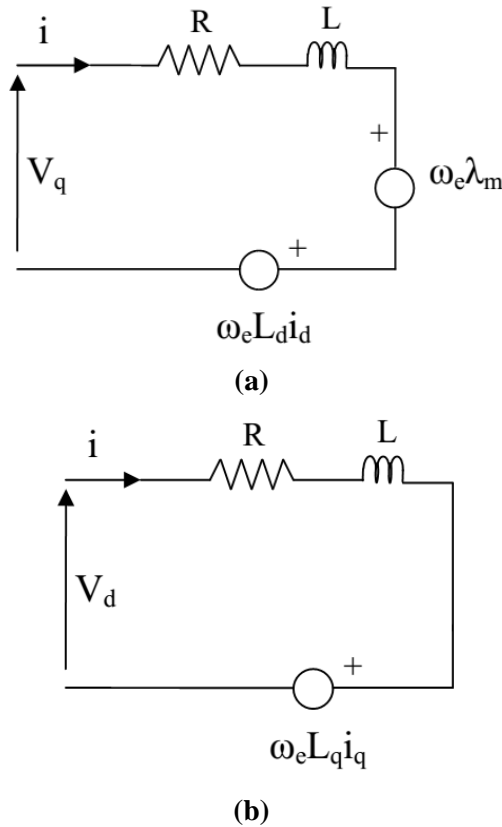 i
R
L
+
V_q
ω_eλ_m
+
ω_eL_di_d
(a)
i
R
L
V_d
+
ω_eL_qi_q
(b)